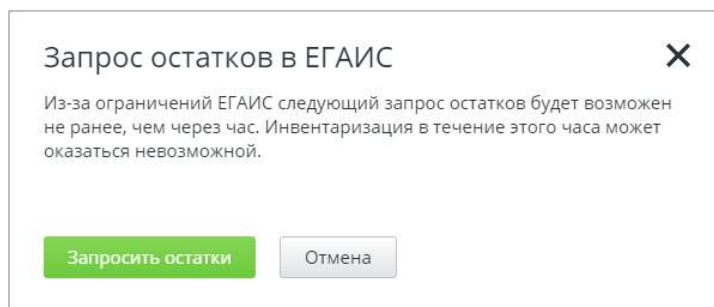 Запрос остатков в ЕГАИС
Из-за ограничений ЕГАИС следующий запрос остатков будет возможен
не ранее, чем через час. Инвентаризация в течение этого часа может
оказаться невозможной.
Запросить остатки
Отмена